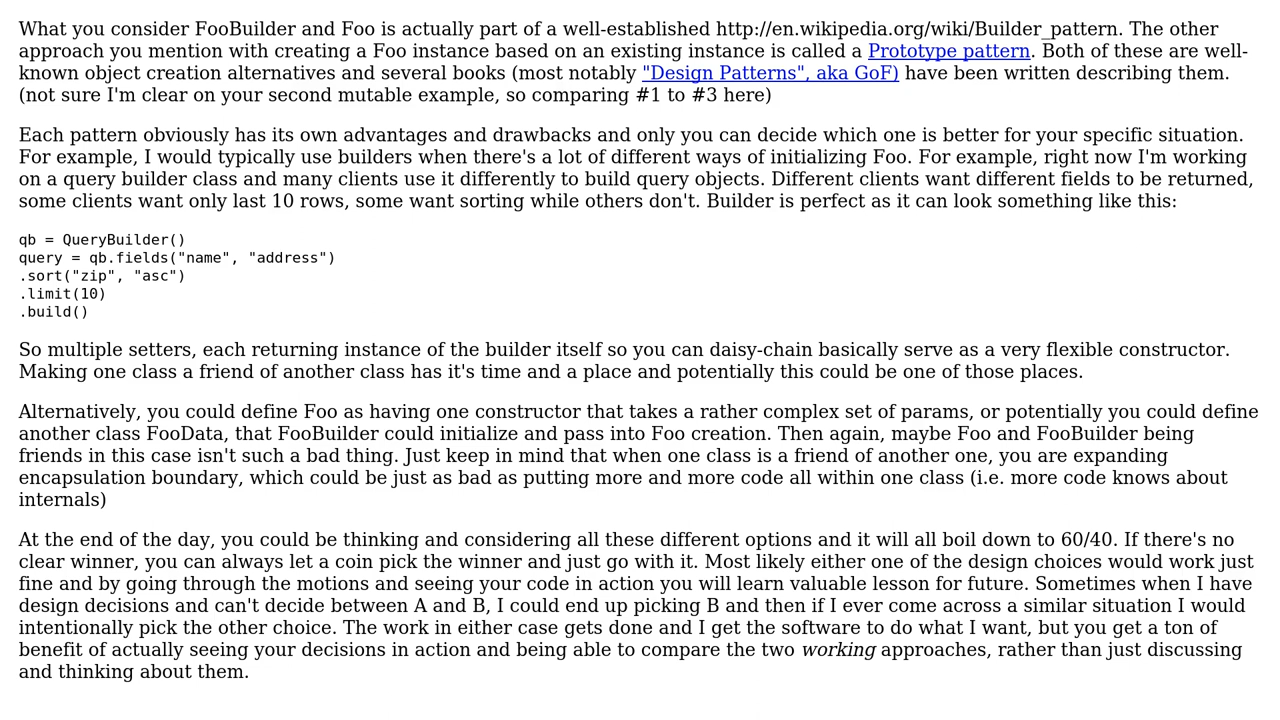 What you consider FooBuilder and Foo is actually part of a well-established http://en.wikipedia.org/wiki/Builder_pattern. The other
approach you mention with creating a Foo instance based on an existing instance is called a Prototype pattern. Both of these are well-
known object creation alternatives and several books (most notably "Design Patterns", aka GoF) have been written describing them.
(not sure I'm clear on your second mutable example, so comparing #1 to #3 here)
Each pattern obviously has its own advantages and drawbacks and only you can decide which one is better for your specific situation.
For example, I would typically use builders when there's a lot of different ways of initializing Foo. For example, right now I'm working
on a query builder class and many clients use it differently to build query objects. Different clients want different fields to be returned,
some clients want only last 10 rows, some want sorting while others don't. Builder is perfect as it can look something like this:
qb = QueryBuilder()
query = qb.fields("name", "address")
.sort("zip", "asc")
.limit(10)
.build()
So multiple setters, each returning instance of the builder itself so you can daisy-chain basically serve as a very flexible constructor.
Making one class a friend of another class has it's time and a place and potentially this could be one of those places.
Alternatively, you could define Foo as having one constructor that takes a rather complex set of params, or potentially you could define
another class FooData, that FooBuilder could initialize and pass into Foo creation. Then again, maybe Foo and FooBuilder being
friends in this case isn't such a bad thing. Just keep in mind that when one class is a friend of another one, you are expanding
encapsulation boundary, which could be just as bad as putting more and more code all within one class (i.e. more code knows about
internals)
At the end of the day, you could be thinking and considering all these different options and it will all boil down to 60/40. If there's no
clear winner, you can always let a coin pick the winner and just go with it. Most likely either one of the design choices would work just
fine and by going through the motions and seeing your code in action you will learn valuable lesson for future. Sometimes when I have
design decisions and can't decide between A and B, I could end up picking B and then if I ever come across a similar situation I would
intentionally pick the other choice. The work in either case gets done and I get the software to do what I want, but you get a ton of
benefit of actually seeing your decisions in action and being able to compare the two working approaches, rather than just discussing
and thinking about them.